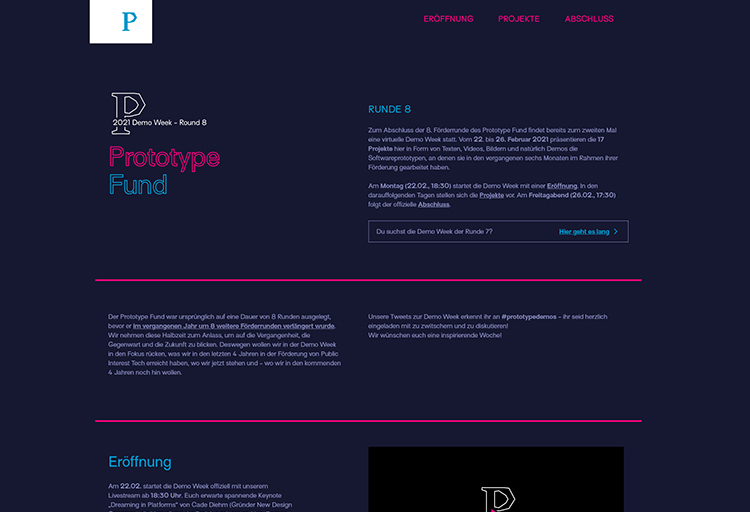 P
ERÖFFNUNG PROJEKTE ABSCHLUSS
P
2021 Demo Week - Round 8
Prototype
Fund
RUNDE 8
Zum Abschluss der 8. Förderrunde des Prototype Fund findet bereits zum zweiten Mal
eine virtuelle Demo Week statt. Vom 22. bis 26. Februar 2021 präsentieren die 17
Projekte hier in Form von Texten, Videos, Bildern und natürlich Demos die
Softwareprototypen, an denen sie in den vergangenen sechs Monaten im Rahmen ihrer
Förderung gearbeitet haben.
Am Montag (22.02., 18:30) startet die Demo Week mit einer Eröffnung. In den
darauffolgenden Tagen stellen sich die Projekte vor. Am Freitagabend (26.02., 17:30)
folgt der offizielle Abschluss.
Du suchst die Demo Week der Runde 7? Hier geht es lang
Der Prototype Fund war ursprünglich auf eine Dauer von 8 Runden ausgelegt,
bevor er im vergangenen Jahr um 8 weitere Förderrunden verlängert wurde.
Wir nehmen diese Halbzeit zum Anlass, um auf die Vergangenheit, die
Gegenwart und die Zukunft zu blicken. Deswegen wollen wir in der Demo Week
in den Fokus rücken, was wir in den letzten 4 Jahren in der Förderung von Public
Interest Tech erreicht haben, wo wir jetzt stehen und – wo wir in den kommenden
4 Jahren noch hin wollen.
Unsere Tweets zur Demo Week erkennt ihr an #prototypedemos – ihr seid herzlich
eingeladen mit zu zwitschern und zu diskutieren!
Wir wünschen euch eine inspirierende Woche!
Eröffnung
Am 22.02. startet die Demo Week offiziell mit unserem
Livestream ab 18:30 Uhr. Euch erwarte spannende Keynote
„Dreaming in Platforms" von Cade Diehm (Gründer New Design
P